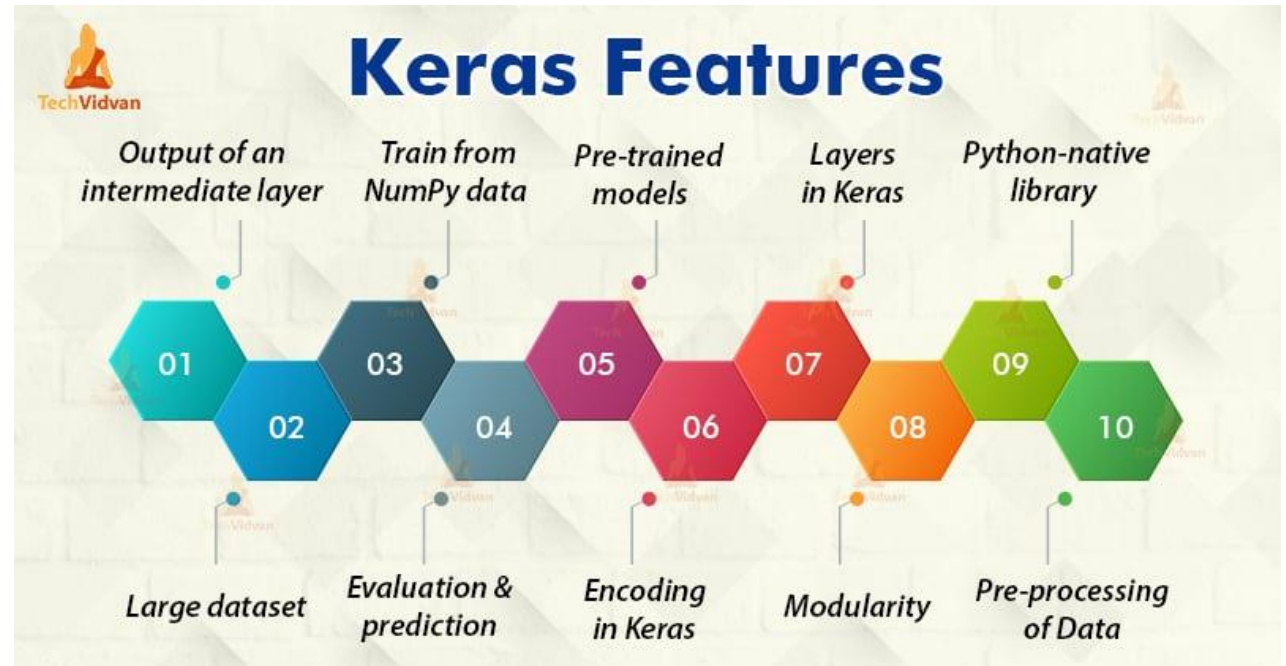 TechVidvan
Keras Features
Output of an
intermediate layer
Train from
NumPy data
Pre-trained
models
Layers
in Keras
Python-native
library
01
02
03
04
05
06
07
08
09
10
Large dataset
Evaluation &
prediction
Encoding
in Keras
Modularity
Pre-processing
of Data